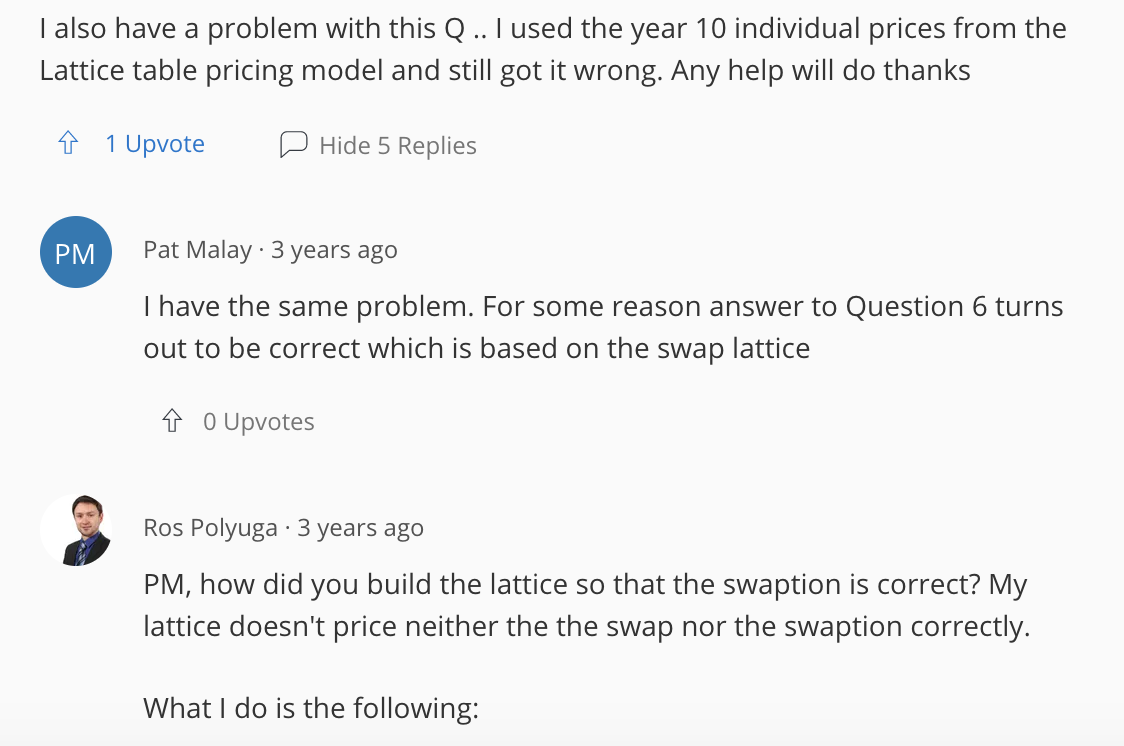 I also have a problem with this Q .. I used the year 10 individual prices from the
Lattice table pricing model and still got it wrong. Any help will do thanks
1 Upvote Hide 5 Replies
PM
Pat Malay · 3 years ago
I have the same problem. For some reason answer to Question 6 turns
out to be correct which is based on the swap lattice
0 Upvotes
Ros Polyuga · 3 years ago
PM, how did you build the lattice so that the swaption is correct? My
lattice doesn't price neither the the swap nor the swaption correctly.
What I do is the following: